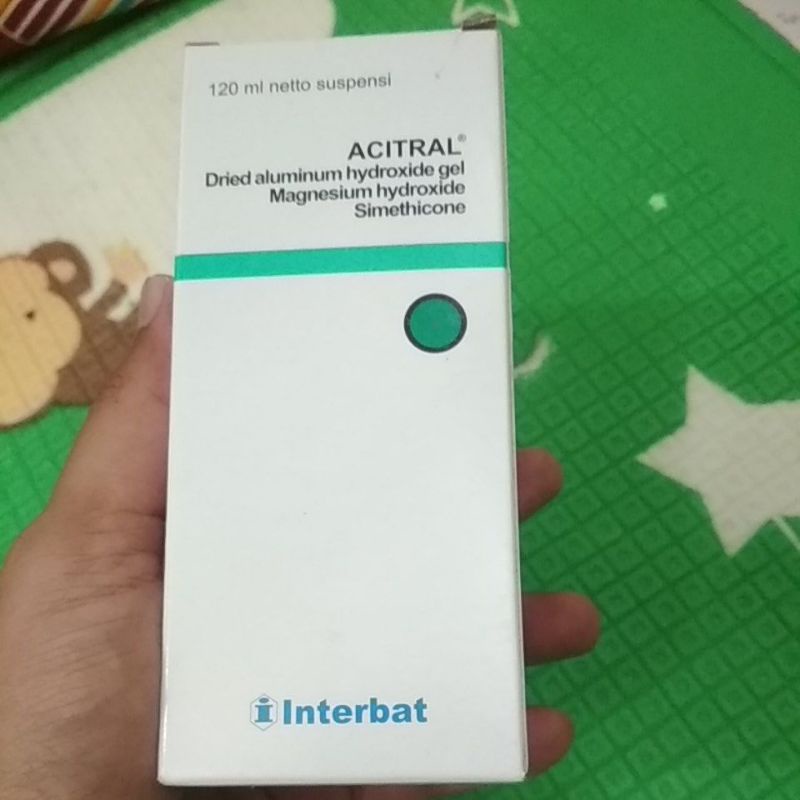 120 ml netto suspensi
ACITRAL®
Dried aluminum hydroxide gel
Magnesium hydroxide
Simethicone
Interbat